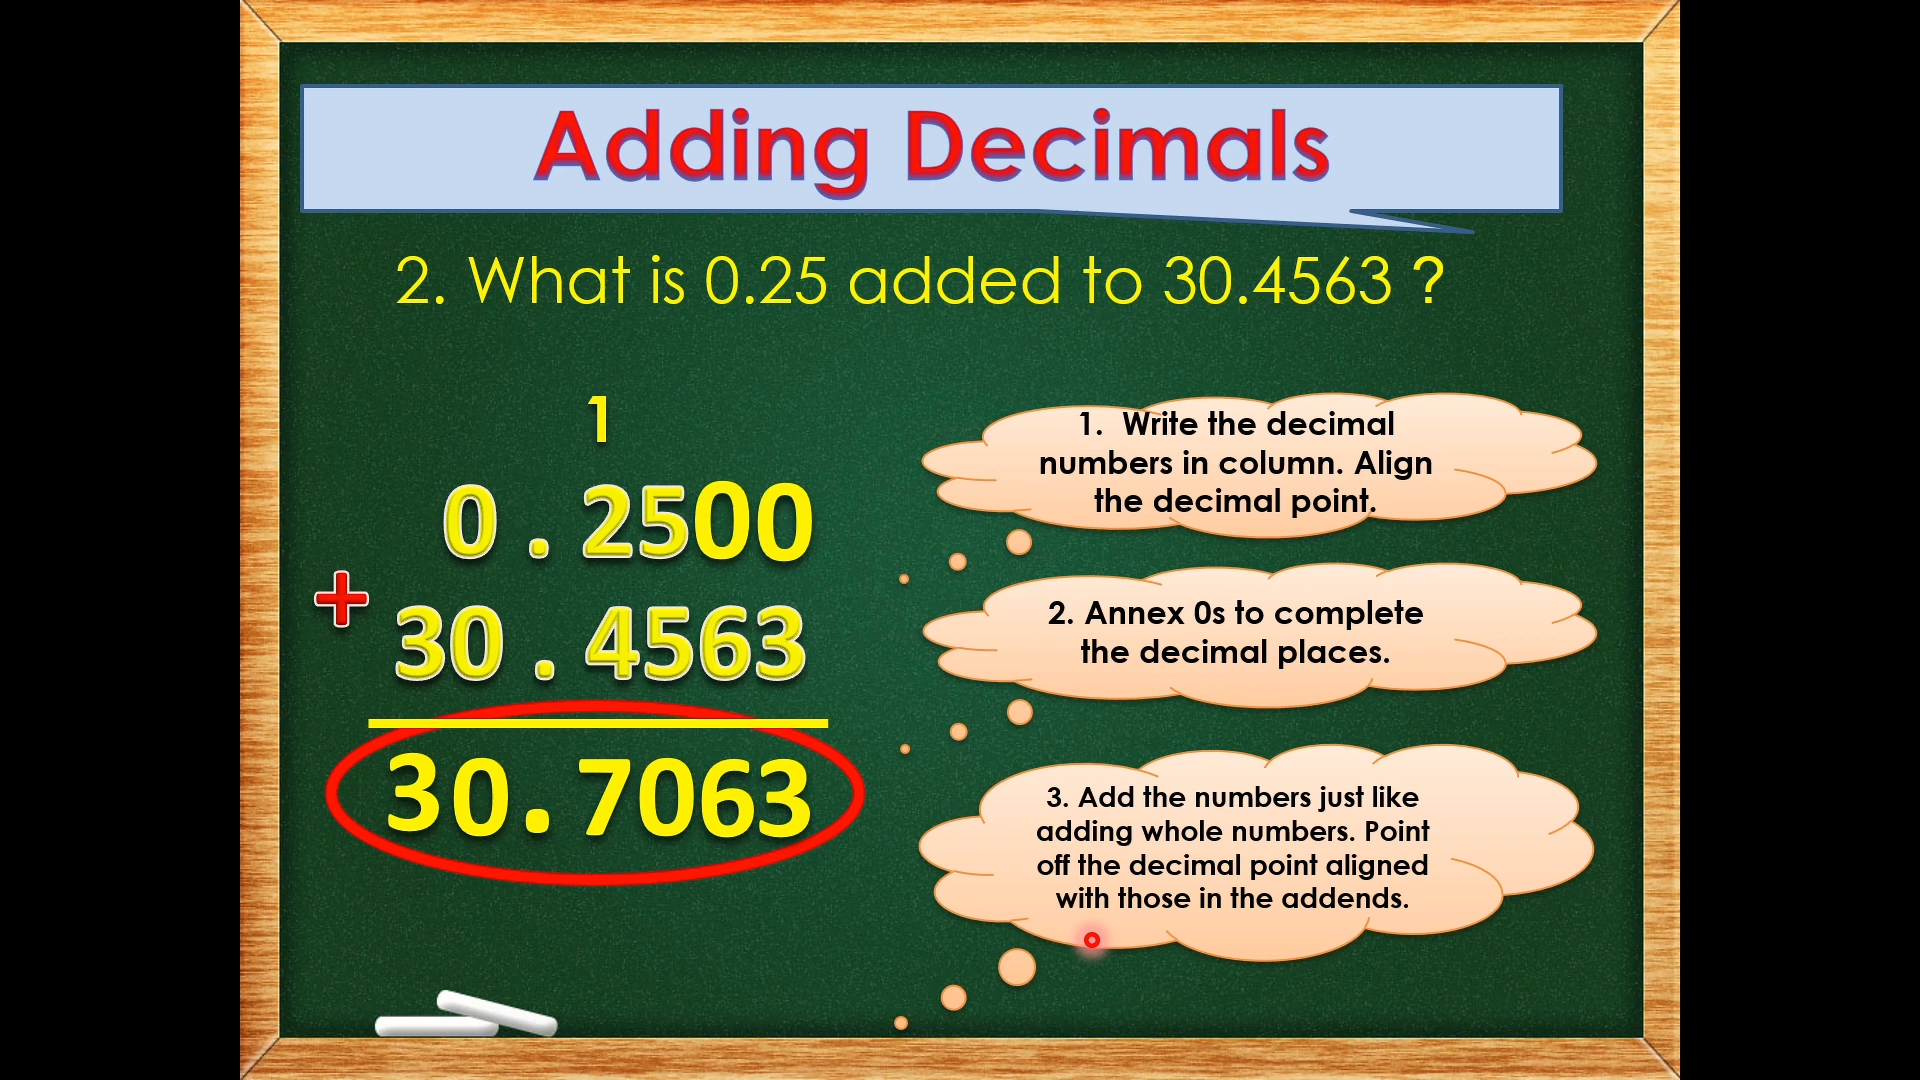 Adding Decimals
2. What is 0.25 added to 30.4563 ?
1
0 . 2500
+
30 . 4563
30.7063
1. Write the decimal
numbers in column. Align
the decimal point.
2. Annex 0s to complete
the decimal places.
3. Add the numbers just like
adding whole numbers. Point
off the decimal point aligned
with those in the addends.